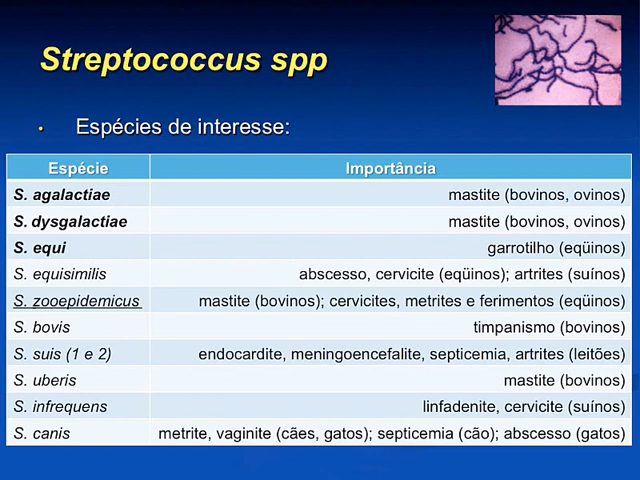 Streptococcus spp
• Espécies de interesse:
Espécie Importância
S. agalactiae mastite (bovinos, ovinos)
S. dysgalactiae mastite (bovinos, ovinos)
S. equi garrotilho (eqüinos)
S. equisimilis abscesso, cervicite (eqüinos); artrites (suínos)
S. zooepidemicus mastite (bovinos); cervicites, metrites e ferimentos (eqüinos)
S. bovis timpanismo (bovinos)
S. suis (1 e 2) endocardite, meningoencefalite, septicemia, artrites (leitões)
S. uberis mastite (bovinos)
S. infrequens linfadenite, cervicite (suínos)
S. canis metrite, vaginite (cães, gatos); septicemia (cão); abscesso (gatos)